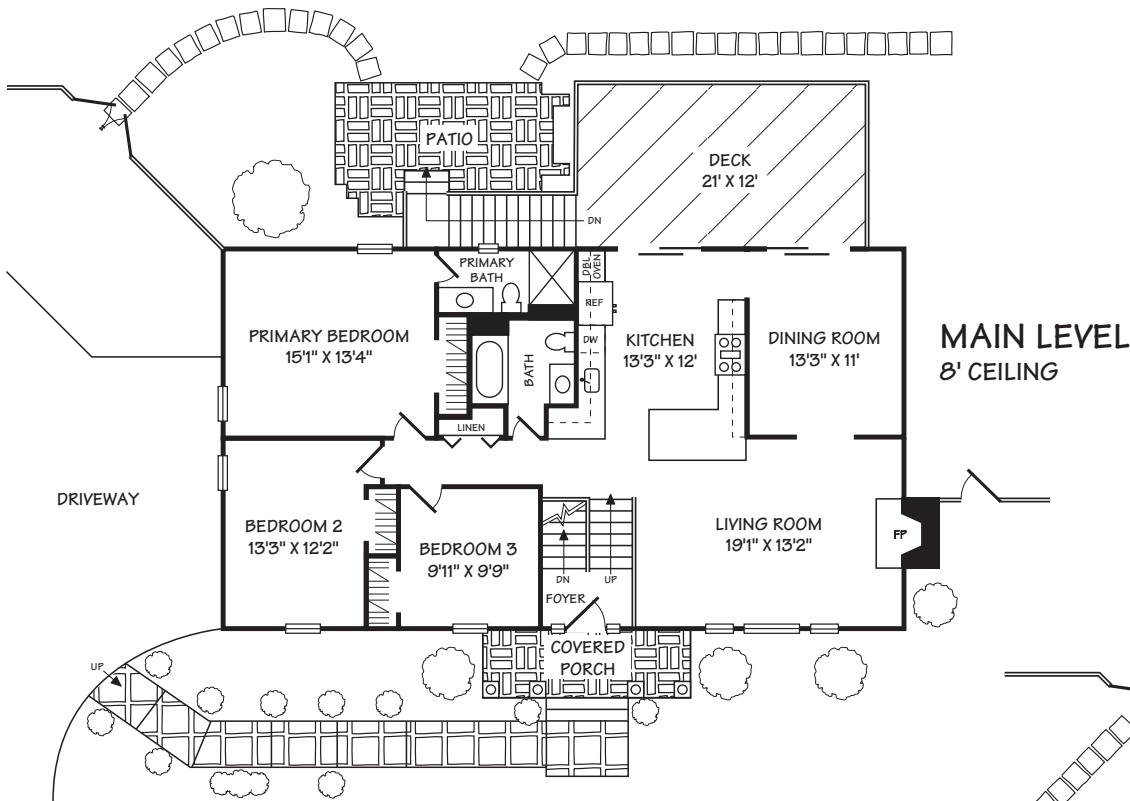 PATIO
DECK
21' X 12'
DN
PRIMARY
BATH
DBL
OVEN
REF
PRIMARY BEDROOM
15'1" X 13'4"
BATH
DW
KITCHEN
13'3" X 12'
DINING ROOM
13'3" X 11'
MAIN LEVEL
8' CEILING
LINEN
DRIVEWAY
BEDROOM 2
13'3" X 12'2"
BEDROOM 3
9'11" X 9'9"
LIVING ROOM
19'1" X 13'2"
FP
DN
UP
FOYER
COVERED
PORCH
UP